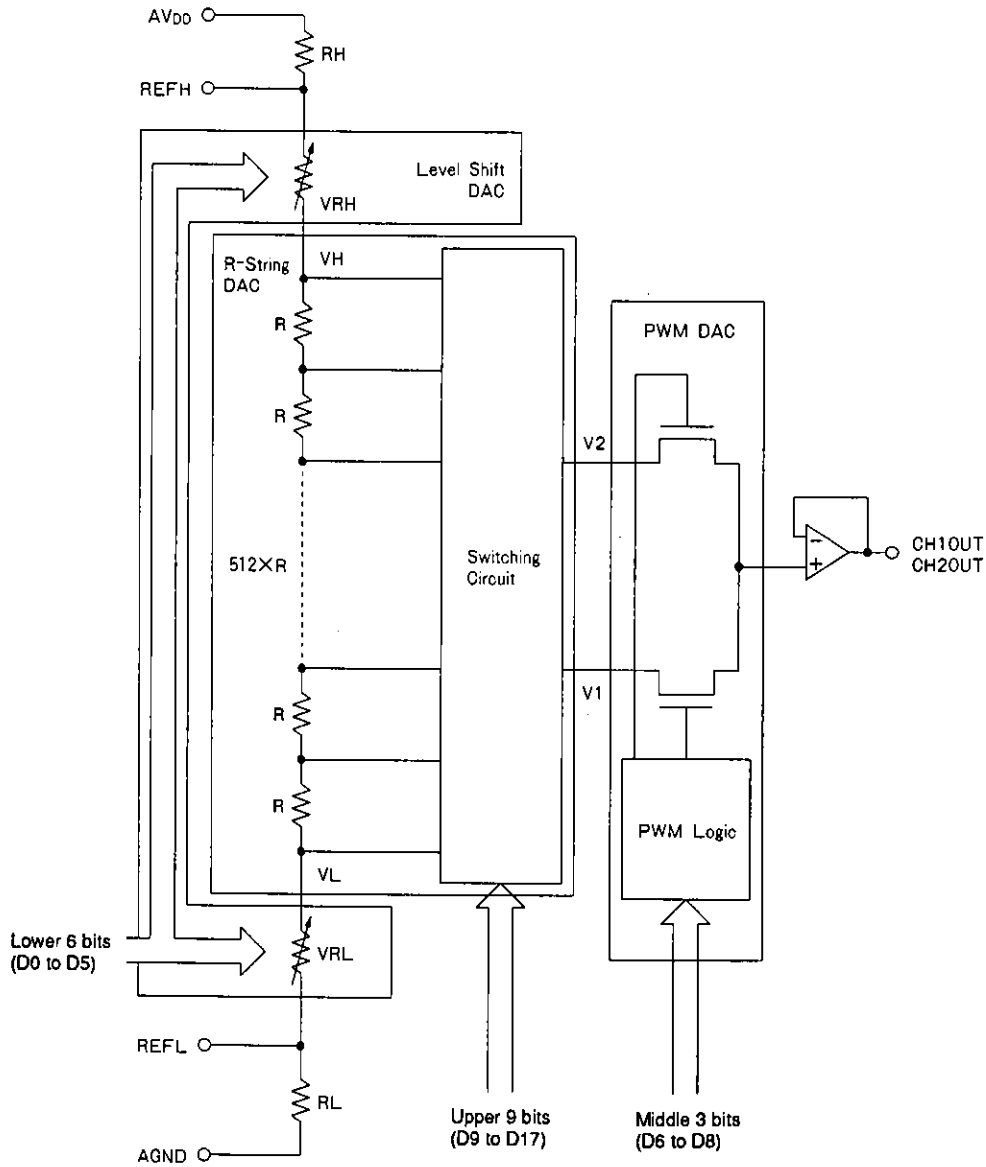 AVDD
RH
REFH
Level Shift
DAC
VRH
R-String
DAC
VH
R
R
PWM DAC
V2
512×R
Switching
Circuit
CH1OUT
CH2OUT
V1
R
R
PWM Logic
VL
Lower 6 bits
(D0 to D5)
VRL
REFL
RL
AGND
Upper 9 bits
(D9 to D17)
Middle 3 bits
(D6 to D8)